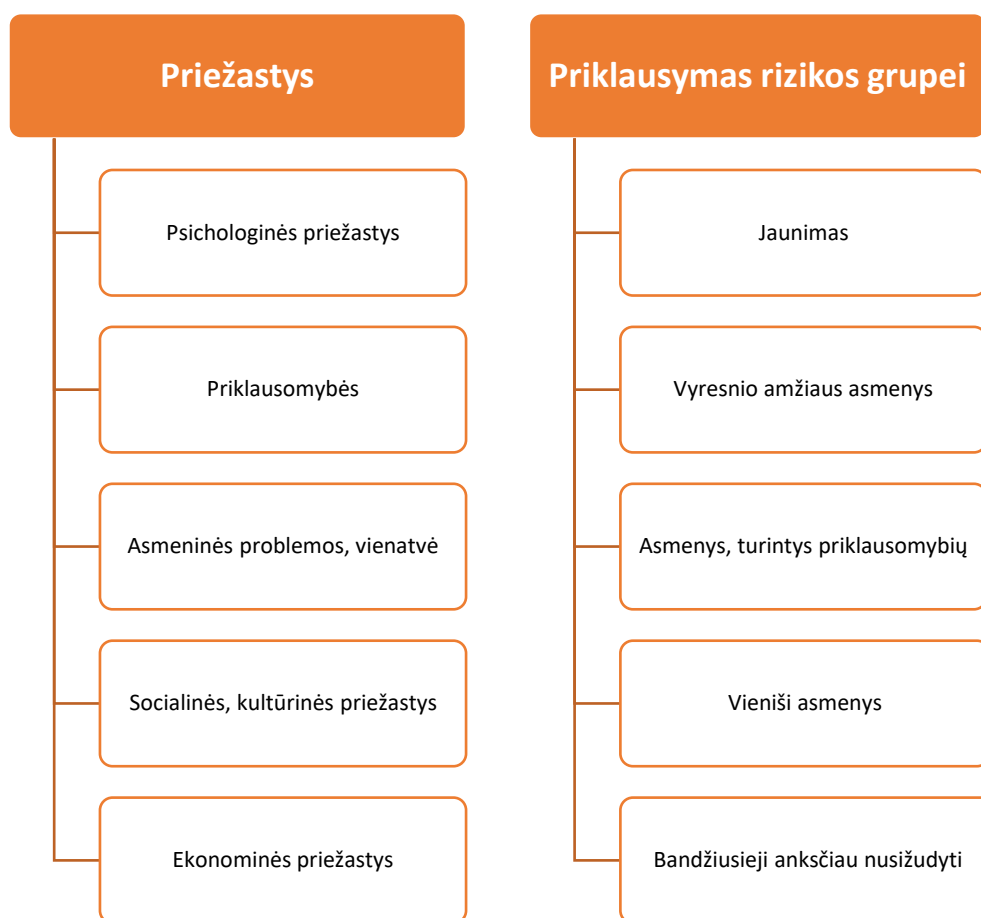 Priežastys
Psichologinės priežastys
Priklausomybės
Asmeninės problemos, vienatvė
Socialinės, kultūrinės priežastys
Ekonominės priežastys
Priklausymas rizikos grupei
Jaunimas
Vyresnio amžiaus asmenys
Asmenys, turintys priklausomybių
Vieniši asmenys
Bandžiusieji anksčiau nusižudyti